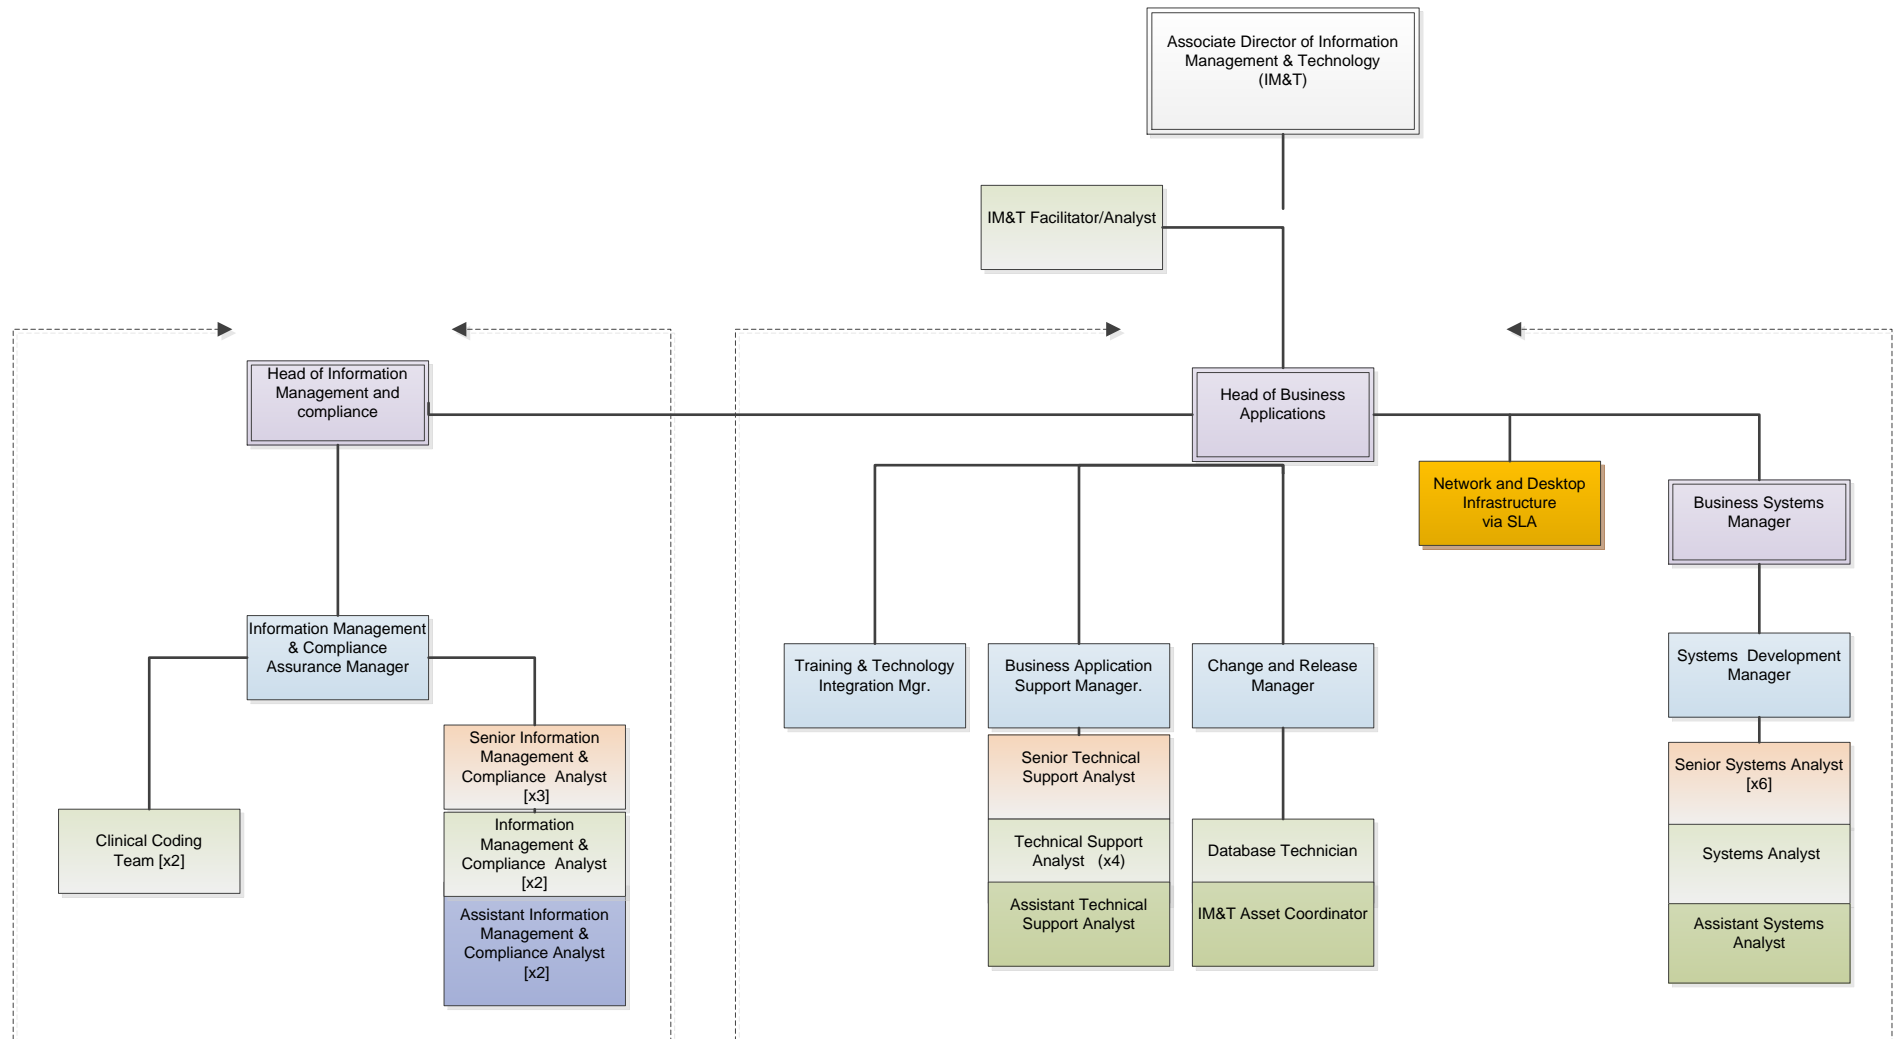 Associate Director of Information
Management & Technology
(IM&T)
IM&T Facilitator/Analyst
Head of Information
Management and
compliance
Head of Business
Applications
Network and Desktop
Infrastructure
via SLA
Business Systems
Manager
Information Management
& Compliance
Assurance Manager
Training & Technology
Integration Mgr.
Business Application
Support Manager.
Change and Release
Manager
Systems Development
Manager
Clinical Coding
Team [x2]
Senior Information
Management &
Compliance Analyst
[x3]
Information
Management &
Compliance Analyst
[x2]
Assistant Information
Management &
Compliance Analyst
[x2]
Senior Technical
Support Analyst
Technical Support
Analyst (x4)
Assistant Technical
Support Analyst
Database Technician
IM&T Asset Coordinator
Senior Systems Analyst
[x6]
Systems Analyst
Assistant Systems
Analyst